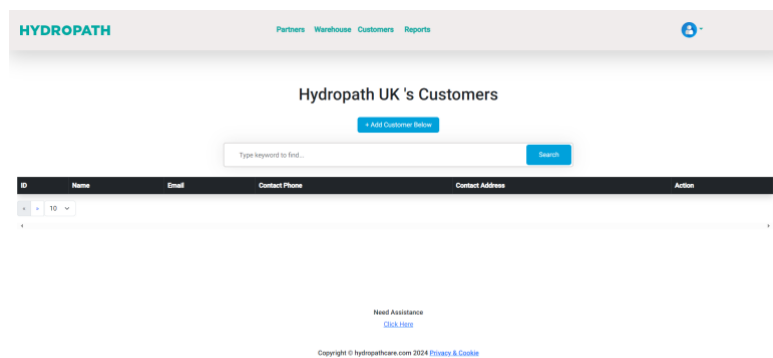 HYDROPATH Partners Warehouse Customers Reports
Hydropath UK 's Customers
+ Add Customer Below
Type keyword to find... Search
ID Name Email Contact Phone Contact Address Action
« » 10
‹ ›
Need Assistance
Click Here
Copyright © hydropathcare.com 2024 Privacy & Cookie